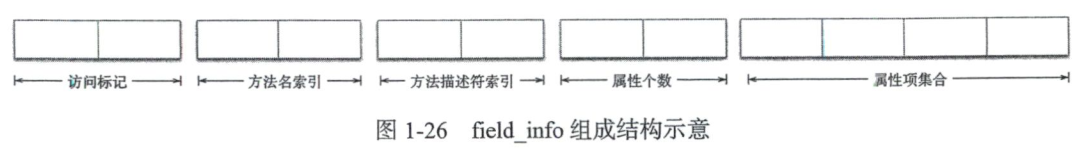 访问标记 方法名索引 方法描述符索引 属性个数 属性项集合
图 1-26 field_info 组成结构示意